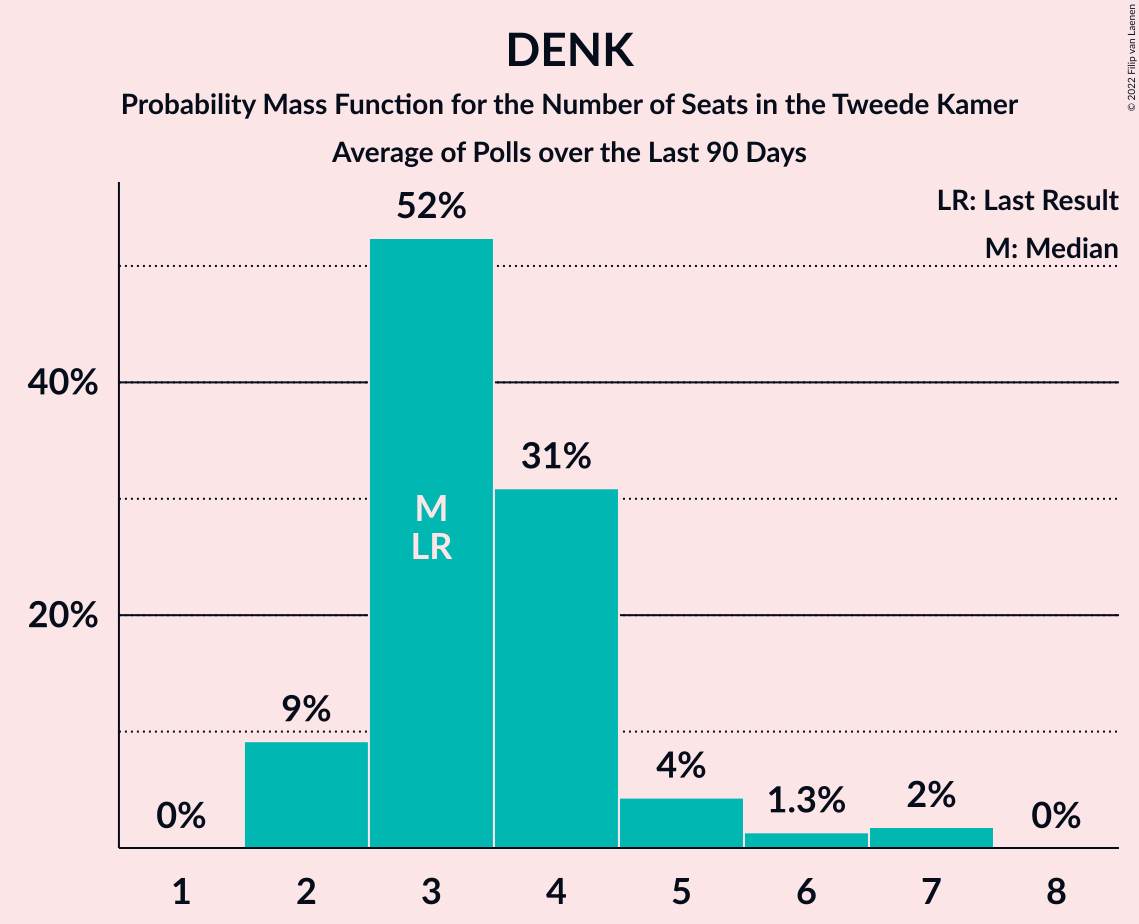 DENK
Probability Mass Function for the Number of Seats in the Tweede Kamer
Average of Polls over the Last 90 Days
© 2022 Filip van Laenen
LR: Last Result
M: Median
52%
40%
31%
M
LR
20%
9%
4%
1.3%
2%
0%
0%
1 2 3 4 5 6 7 8